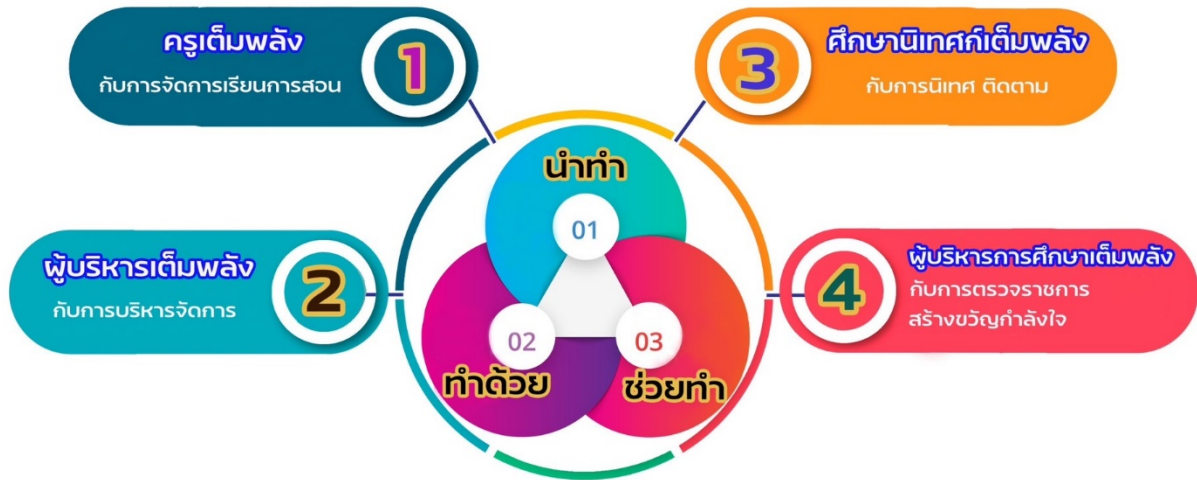 ครูเต็มพลัง
กับการจัดการเรียนการสอน
1
ผู้บริหารเต็มพลัง
กับการบริหารจัดการ
2
3
ศึกษานิเทศก์เต็มพลัง
กับการนิเทศ ติดตาม
4
ผู้บริหารการศึกษาเต็มพลัง
กับการตรวจราชการ
สร้างขวัญกำลังใจ
นำทำ
01
02
ทำด้วย
03
ช่วยทำ